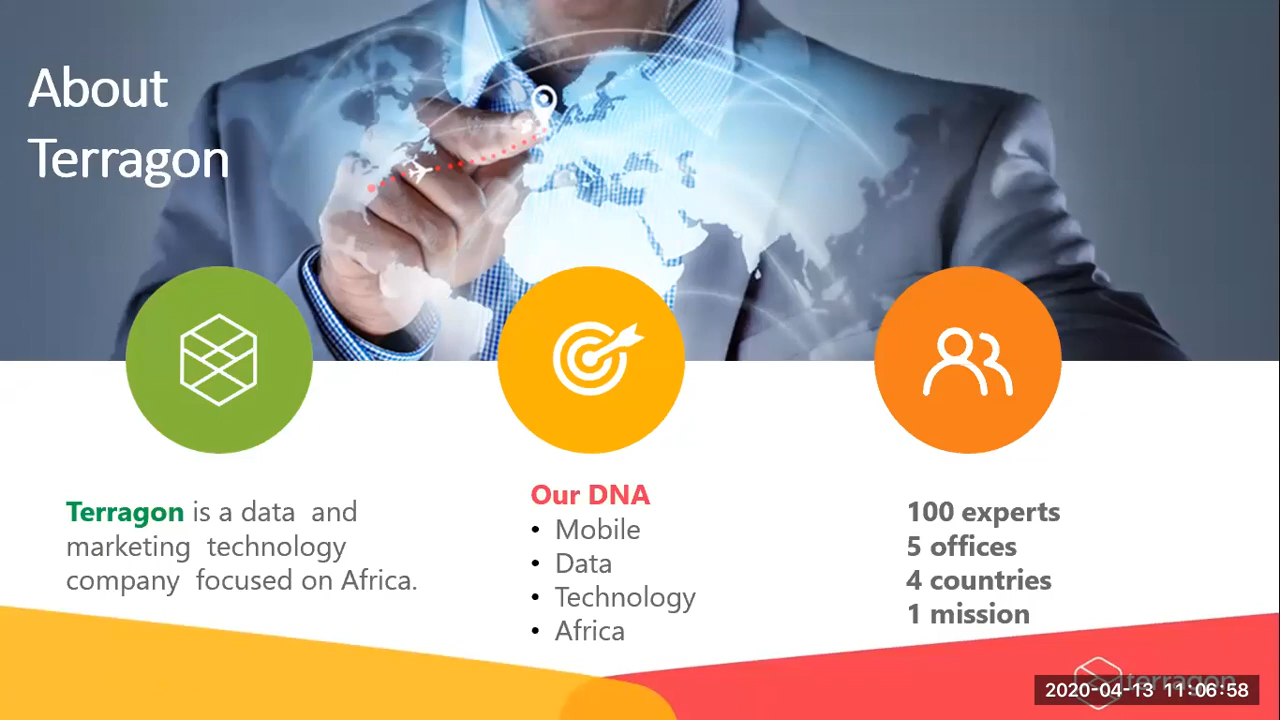 About
Terragon
Terragon is a data and
marketing technology
company focused on Africa.
Our DNA
• Mobile
• Data
• Technology
• Africa
100 experts
5 offices
4 countries
1 mission
terragon
2020-04-13 11:06:58